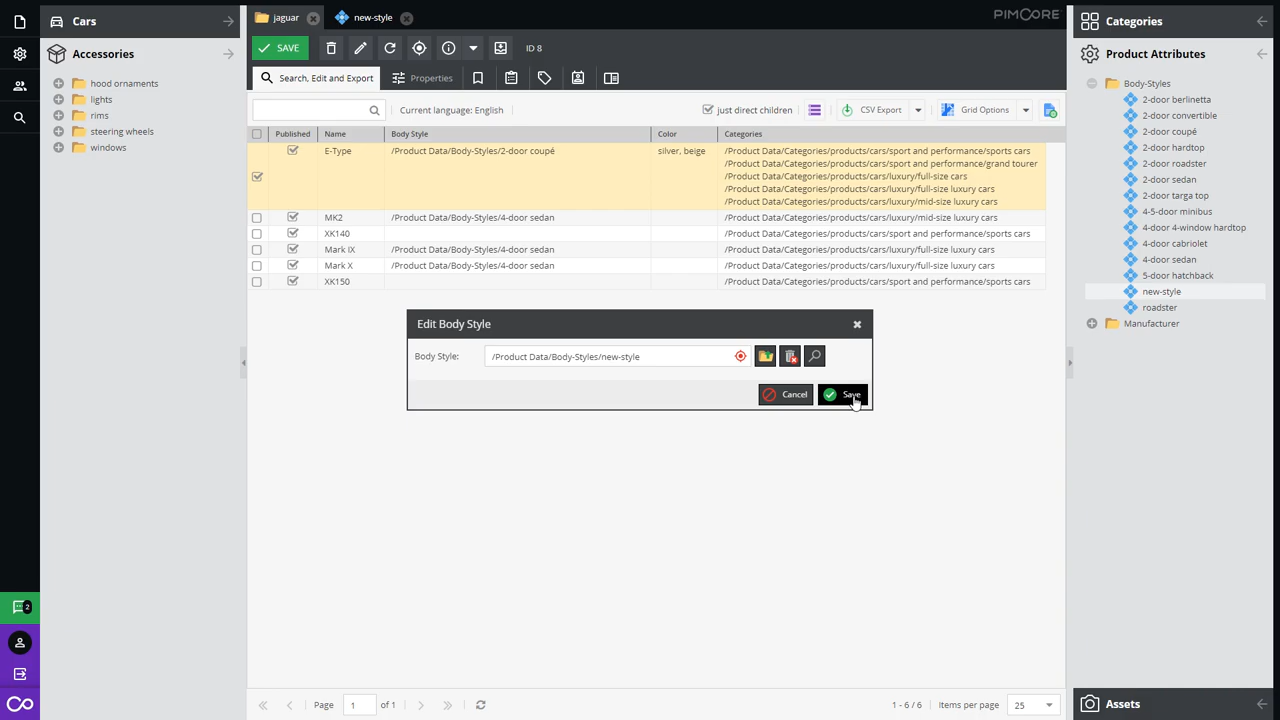 Cars
Accessories
hood ornaments
lights
rims
steering wheels
windows
2
jaguar
new-style
PIMCORE
SAVE
ID 8
Search, Edit and Export
Properties
Current language: English
just direct children
CSV Export
Grid Options
Published Name Body Style Color Categories
E-Type /Product Data/Body-Styles/2-door coupé silver, beige /Product Data/Categories/products/cars/sport and performance/sports cars
/Product Data/Categories/products/cars/sport and performance/grand tourer
/Product Data/Categories/products/cars/luxury/full-size cars
/Product Data/Categories/products/cars/luxury/full-size luxury cars
/Product Data/Categories/products/cars/luxury/mid-size luxury cars
MK2 /Product Data/Body-Styles/4-door sedan /Product Data/Categories/products/cars/luxury/mid-size luxury cars
XK140 /Product Data/Categories/products/cars/sport and performance/sports cars
Mark IX /Product Data/Body-Styles/4-door sedan /Product Data/Categories/products/cars/luxury/full-size luxury cars
Mark X /Product Data/Body-Styles/4-door sedan /Product Data/Categories/products/cars/luxury/full-size luxury cars
XK150 /Product Data/Categories/products/cars/sport and performance/sports cars
Edit Body Style
Body Style: /Product Data/Body-Styles/new-style
Cancel
Save
Page 1 of 1
1 - 6 / 6
Items per page 25
Categories
Product Attributes
Body-Styles
2-door berlinetta
2-door convertible
2-door coupé
2-door hardtop
2-door roadster
2-door sedan
2-door targa top
4-5-door minibus
4-door 4-window hardtop
4-door cabriolet
4-door sedan
5-door hatchback
new-style
roadster
Manufacturer
Assets